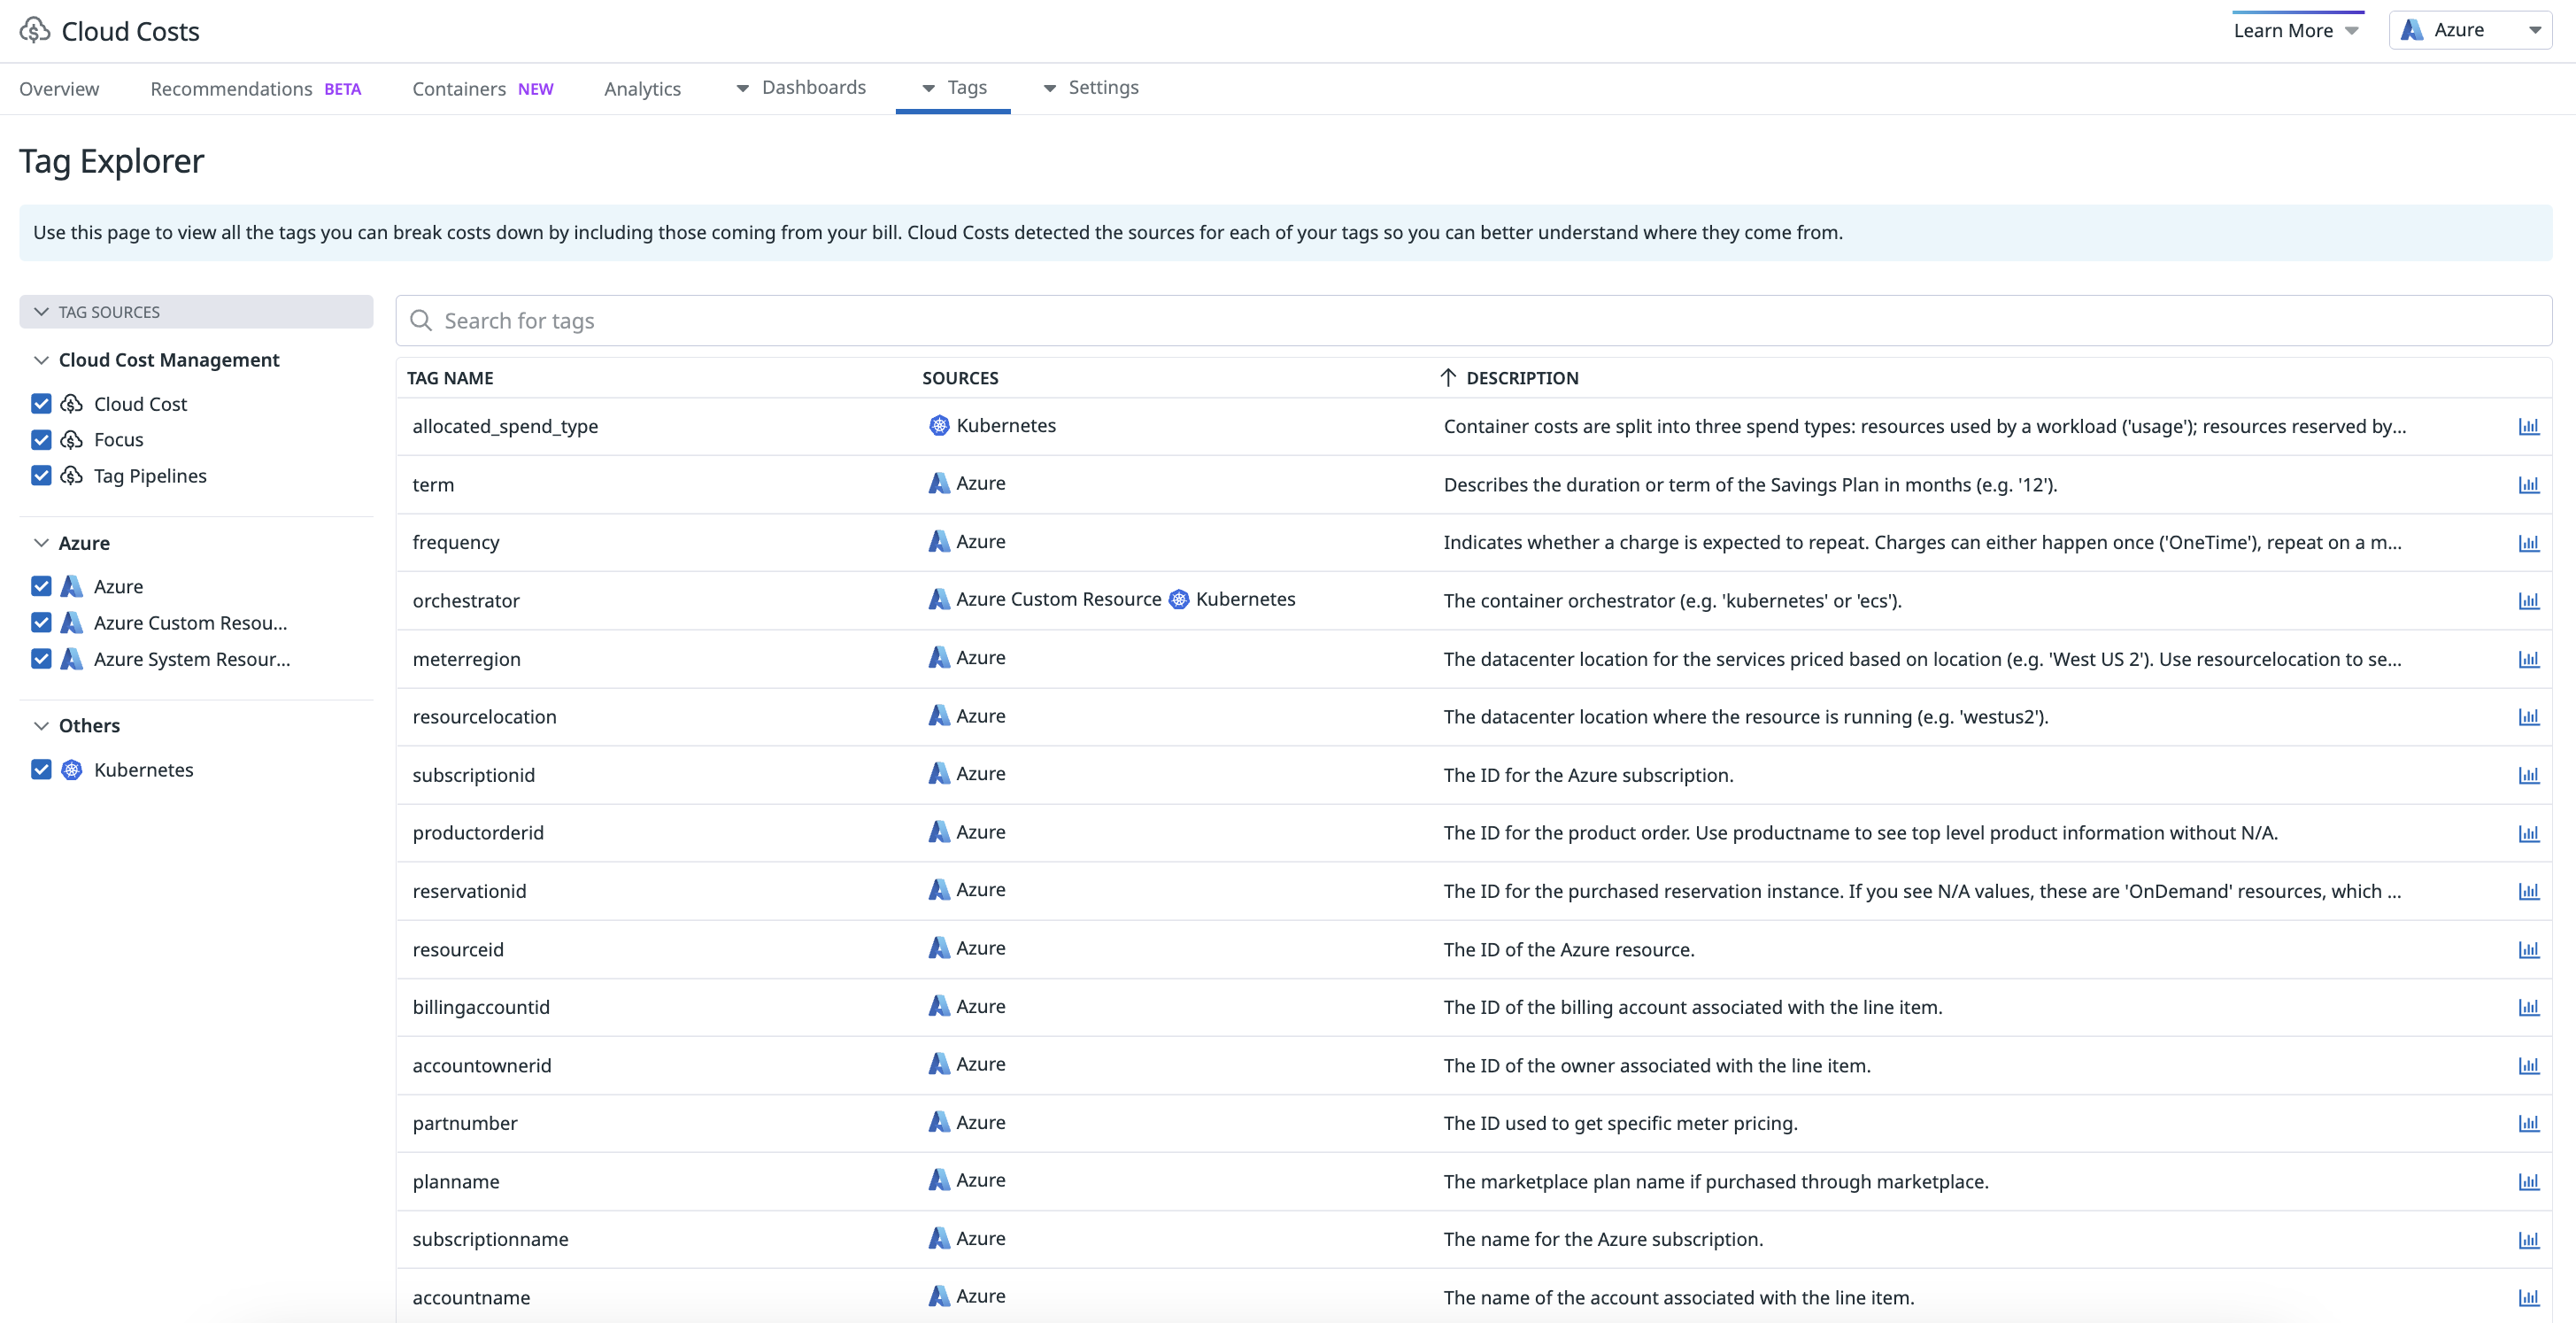 Cloud Costs
Learn More
Azure
Overview Recommendations BETA Containers NEW Analytics Dashboards Tags Settings
Tag Explorer
Use this page to view all the tags you can break costs down by including those coming from your bill. Cloud Costs detected the sources for each of your tags so you can better understand where they come from.
TAG SOURCES
Cloud Cost Management
Cloud Cost
Focus
Tag Pipelines
Azure
Azure
Azure Custom Resou...
Azure System Resour...
Others
Kubernetes
Search for tags
TAG NAME SOURCES DESCRIPTION
allocated_spend_type Kubernetes Container costs are split into three spend types: resources used by a workload ('usage'); resources reserved by...
term Azure Describes the duration or term of the Savings Plan in months (e.g. '12').
frequency Azure Indicates whether a charge is expected to repeat. Charges can either happen once ('OneTime'), repeat on a m...
orchestrator Azure Custom Resource Kubernetes The container orchestrator (e.g. 'kubernetes' or 'ecs').
meterregion Azure The datacenter location for the services priced based on location (e.g. 'West US 2'). Use resourcelocation to se...
resourcelocation Azure The datacenter location where the resource is running (e.g. 'westus2').
subscriptionid Azure The ID for the Azure subscription.
productorderid Azure The ID for the product order. Use productname to see top level product information without N/A.
reservationid Azure The ID for the purchased reservation instance. If you see N/A values, these are 'OnDemand' resources, which ...
resourceid Azure The ID of the Azure resource.
billingaccountid Azure The ID of the billing account associated with the line item.
accountownerid Azure The ID of the owner associated with the line item.
partnumber Azure The ID used to get specific meter pricing.
planname Azure The marketplace plan name if purchased through marketplace.
subscriptionname Azure The name for the Azure subscription.
accountname Azure The name of the account associated with the line item.